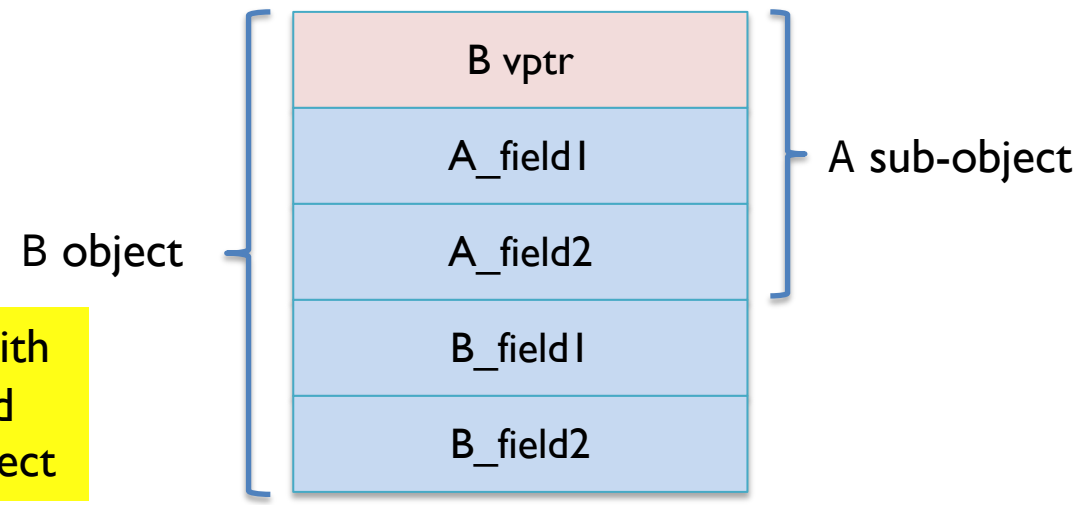 B vptr
A_field1
A sub-object
B object
A_field2
B_field1
B_field2